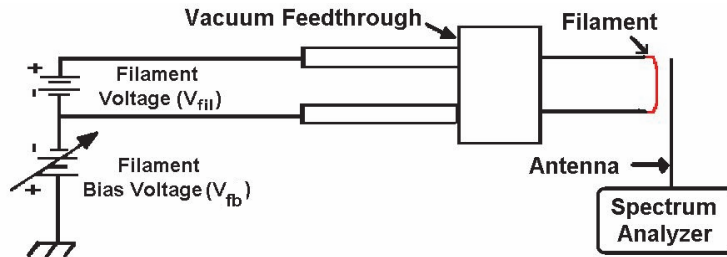 Vacuum Feedthrough
Filament
+
-
Filament
Voltage (Vfil)
-
+
Filament
Bias Voltage (Vfb)
Antenna
Spectrum
Analyzer